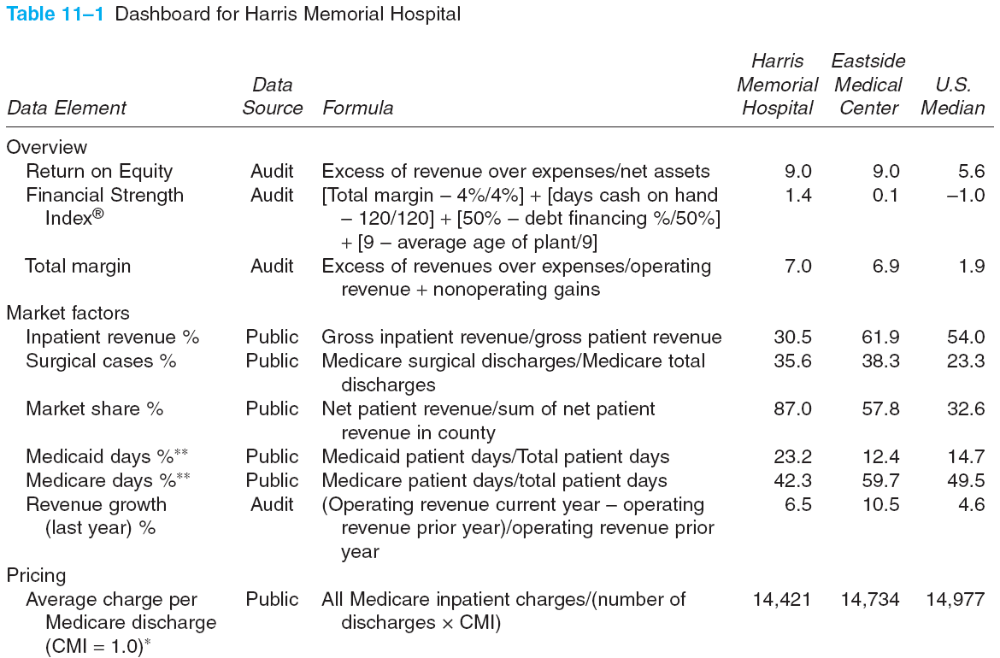 Table 11–1 Dashboard for Harris Memorial Hospital
Harris Eastside
Data Memorial Medical U.S.
Data Element Source Formula Hospital Center Median
Overview
Return on Equity Audit Excess of revenue over expenses/net assets 9.0 9.0 5.6
Financial Strength Audit [Total margin – 4%/4%] + [days cash on hand 1.4 0.1 –1.0
Index® – 120/120] + [50% – debt financing %/50%]
+ [9 – average age of plant/9]
Total margin Audit Excess of revenues over expenses/operating 7.0 6.9 1.9
revenue + nonoperating gains
Market factors
Inpatient revenue % Public Gross inpatient revenue/gross patient revenue 30.5 61.9 54.0
Surgical cases % Public Medicare surgical discharges/Medicare total 35.6 38.3 23.3
discharges
Market share % Public Net patient revenue/sum of net patient 87.0 57.8 32.6
revenue in county
Medicaid days %** Public Medicaid patient days/Total patient days 23.2 12.4 14.7
Medicare days %** Public Medicare patient days/total patient days 42.3 59.7 49.5
Revenue growth Audit (Operating revenue current year – operating 6.5 10.5 4.6
(last year) % revenue prior year)/operating revenue prior
year
Pricing
Average charge per Public All Medicare inpatient charges/(number of 14,421 14,734 14,977
Medicare discharge discharges × CMI)
(CMI = 1.0)*